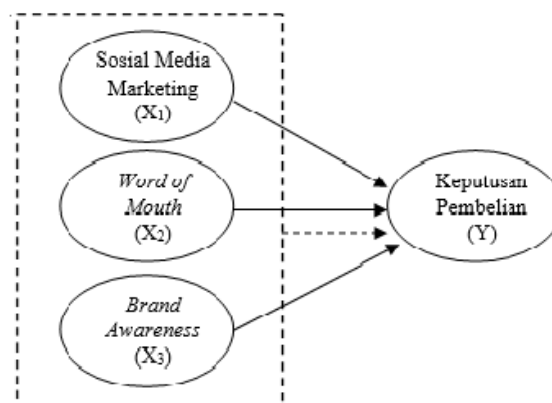 Sosial Media
Marketing
(X₁)
Word of
Mouth
(X₂)
Brand
Awareness
(X₃)
Keputusan
Pembelian
(Y)